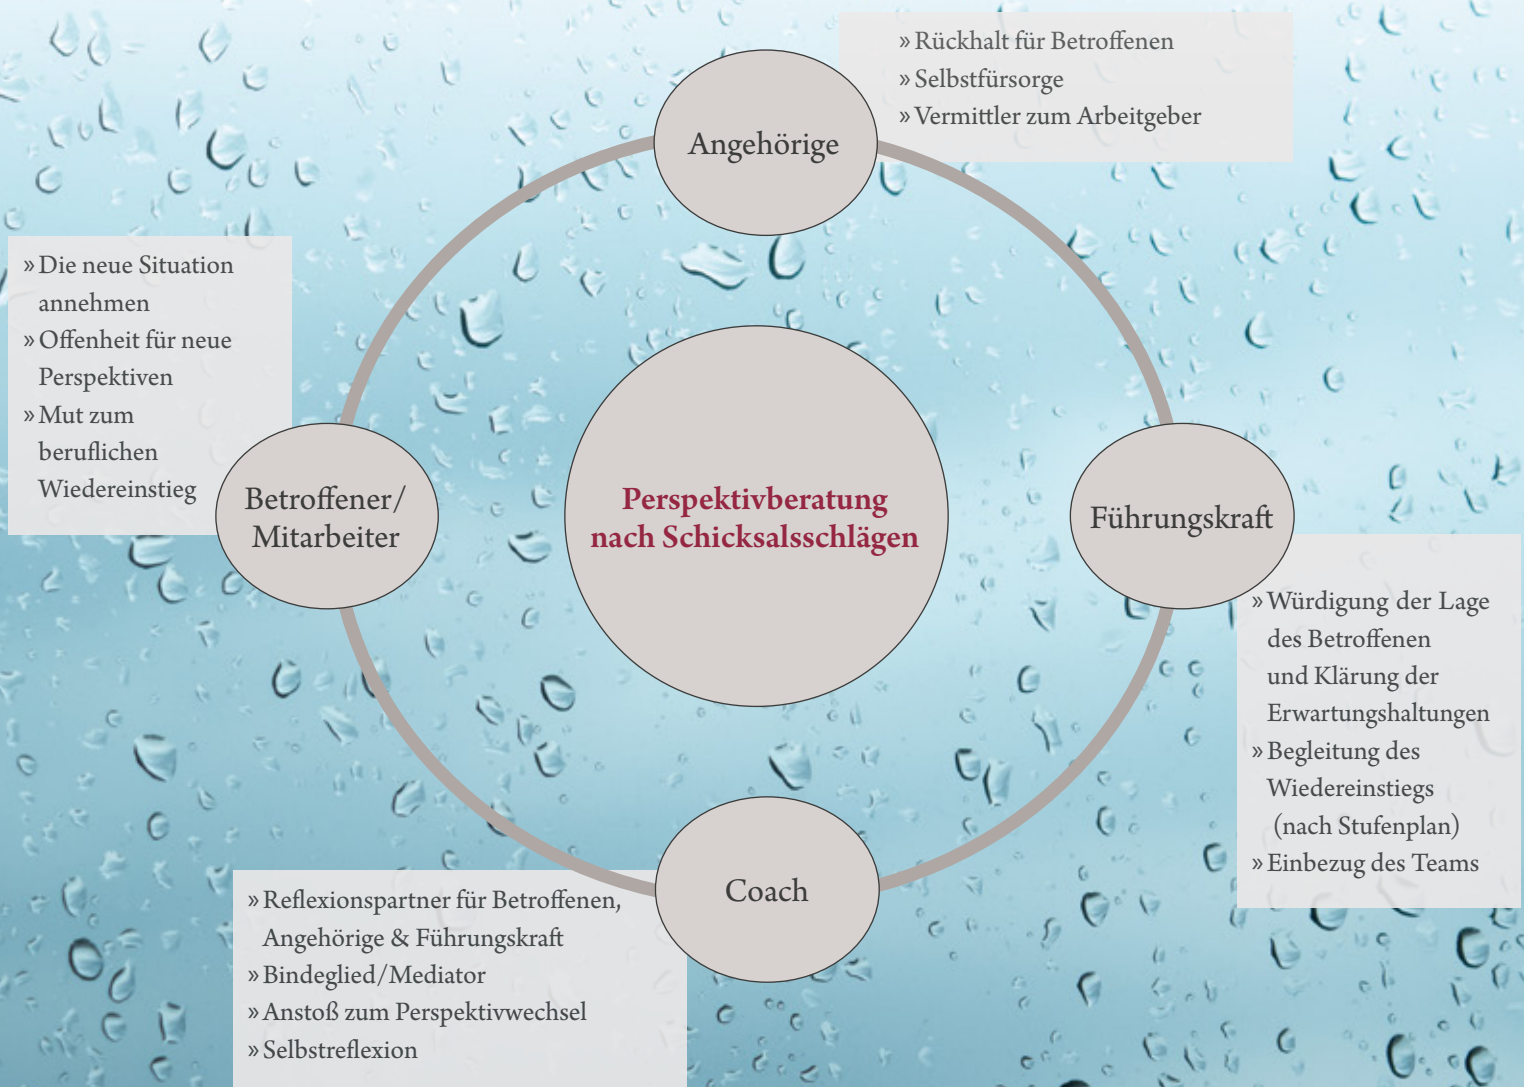 » Rückhalt für Betroffenen
» Selbstfürsorge
» Vermittler zum Arbeitgeber
Angehörige
» Die neue Situation
annehmen
» Offenheit für neue
Perspektiven
» Mut zum
beruflichen
Wiedereinstieg
Betroffener/
Mitarbeiter
Perspektivberatung
nach Schicksalsschlägen
Führungskraft
» Würdigung der Lage
des Betroffenen
und Klärung der
Erwartungshaltungen
» Begleitung des
Wiedereinstiegs
(nach Stufenplan)
» Einbezug des Teams
Coach
» Reflexionspartner für Betroffenen,
Angehörige & Führungskraft
» Bindeglied/Mediator
» Anstoß zum Perspektivwechsel
» Selbstreflexion